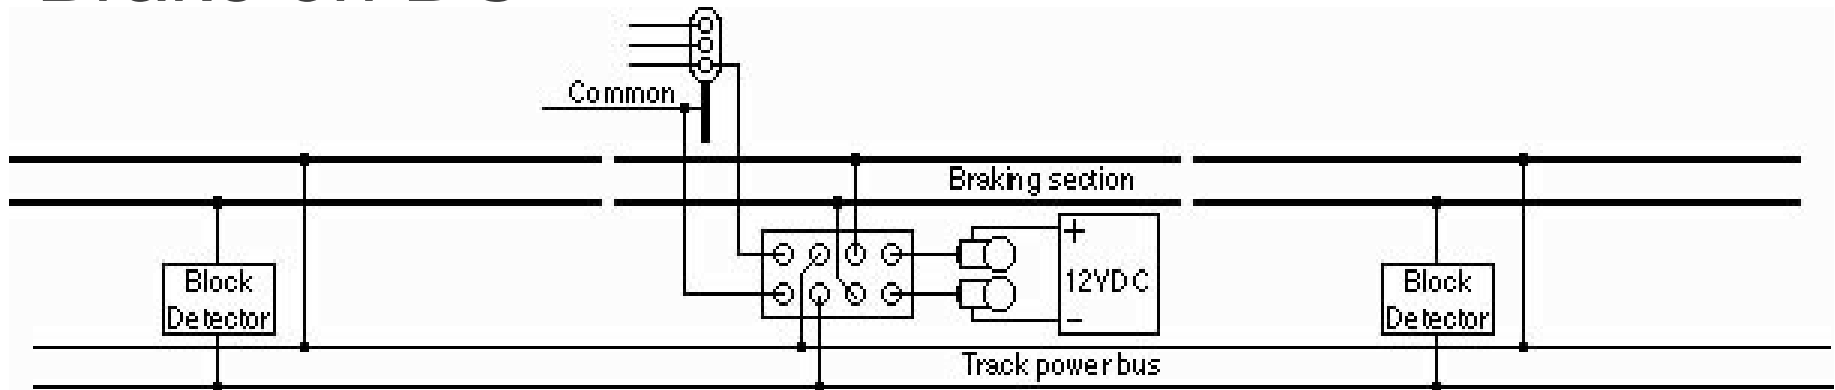 Common
Braking section
+
12VDC
−
Block
Detector
Block
Detector
Track power bus